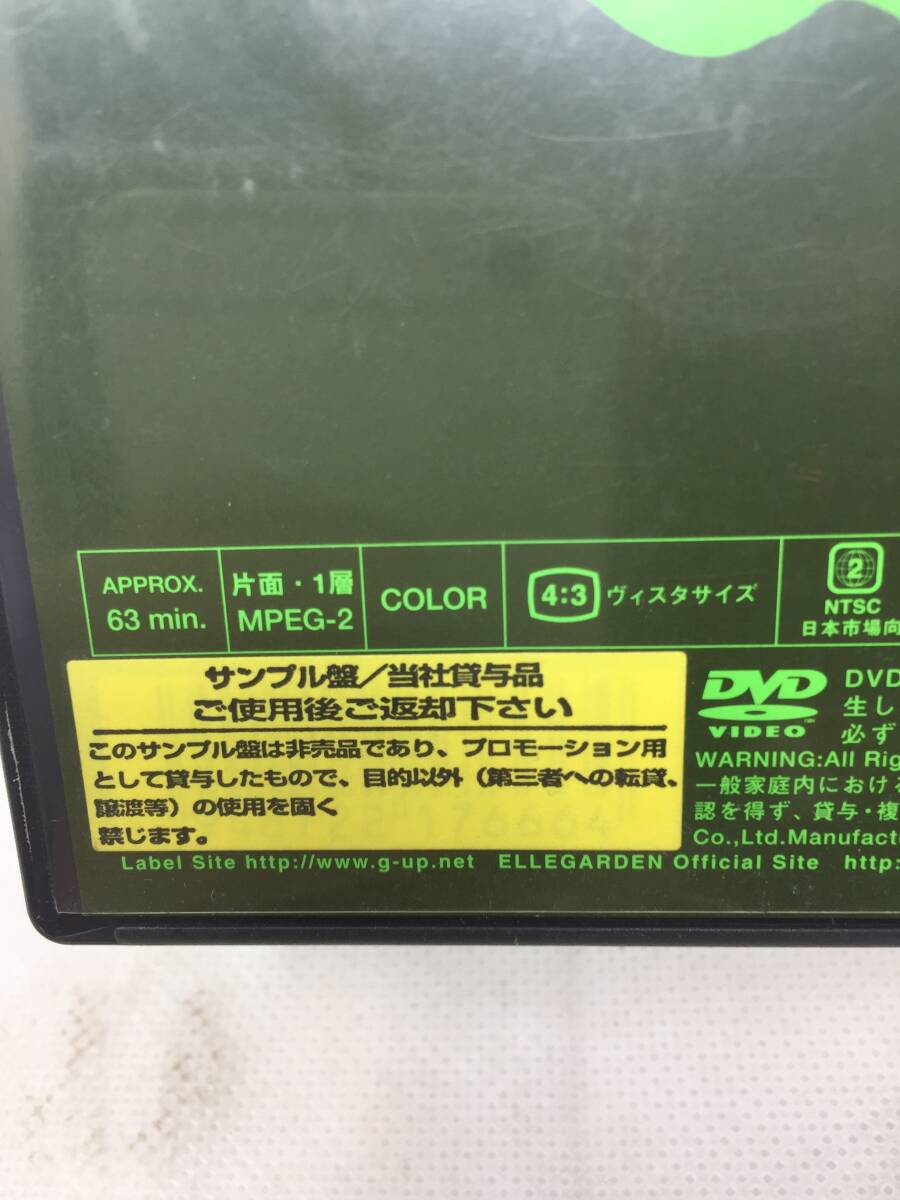 APPROX.
63 min.
片面・1層
MPEG-2
COLOR
4:3 ヴィスタサイズ
2
NTSC
日本市場向
サンプル盤／当社貸与品
ご使用後ご返却下さい
このサンプル盤は非売品であり、プロモーション用
として貸与したもので、目的以外（第三者への転貸、
譲渡等）の使用を固く
禁じます。
DVD
VIDEO
DVD
生し
必ず
WARNING:All Rig
一般家庭内における
認を得ず、貸与・複
Co.,Ltd.Manufacto
Label Site http://www.g-up.net ELLEGARDEN Official Site http: